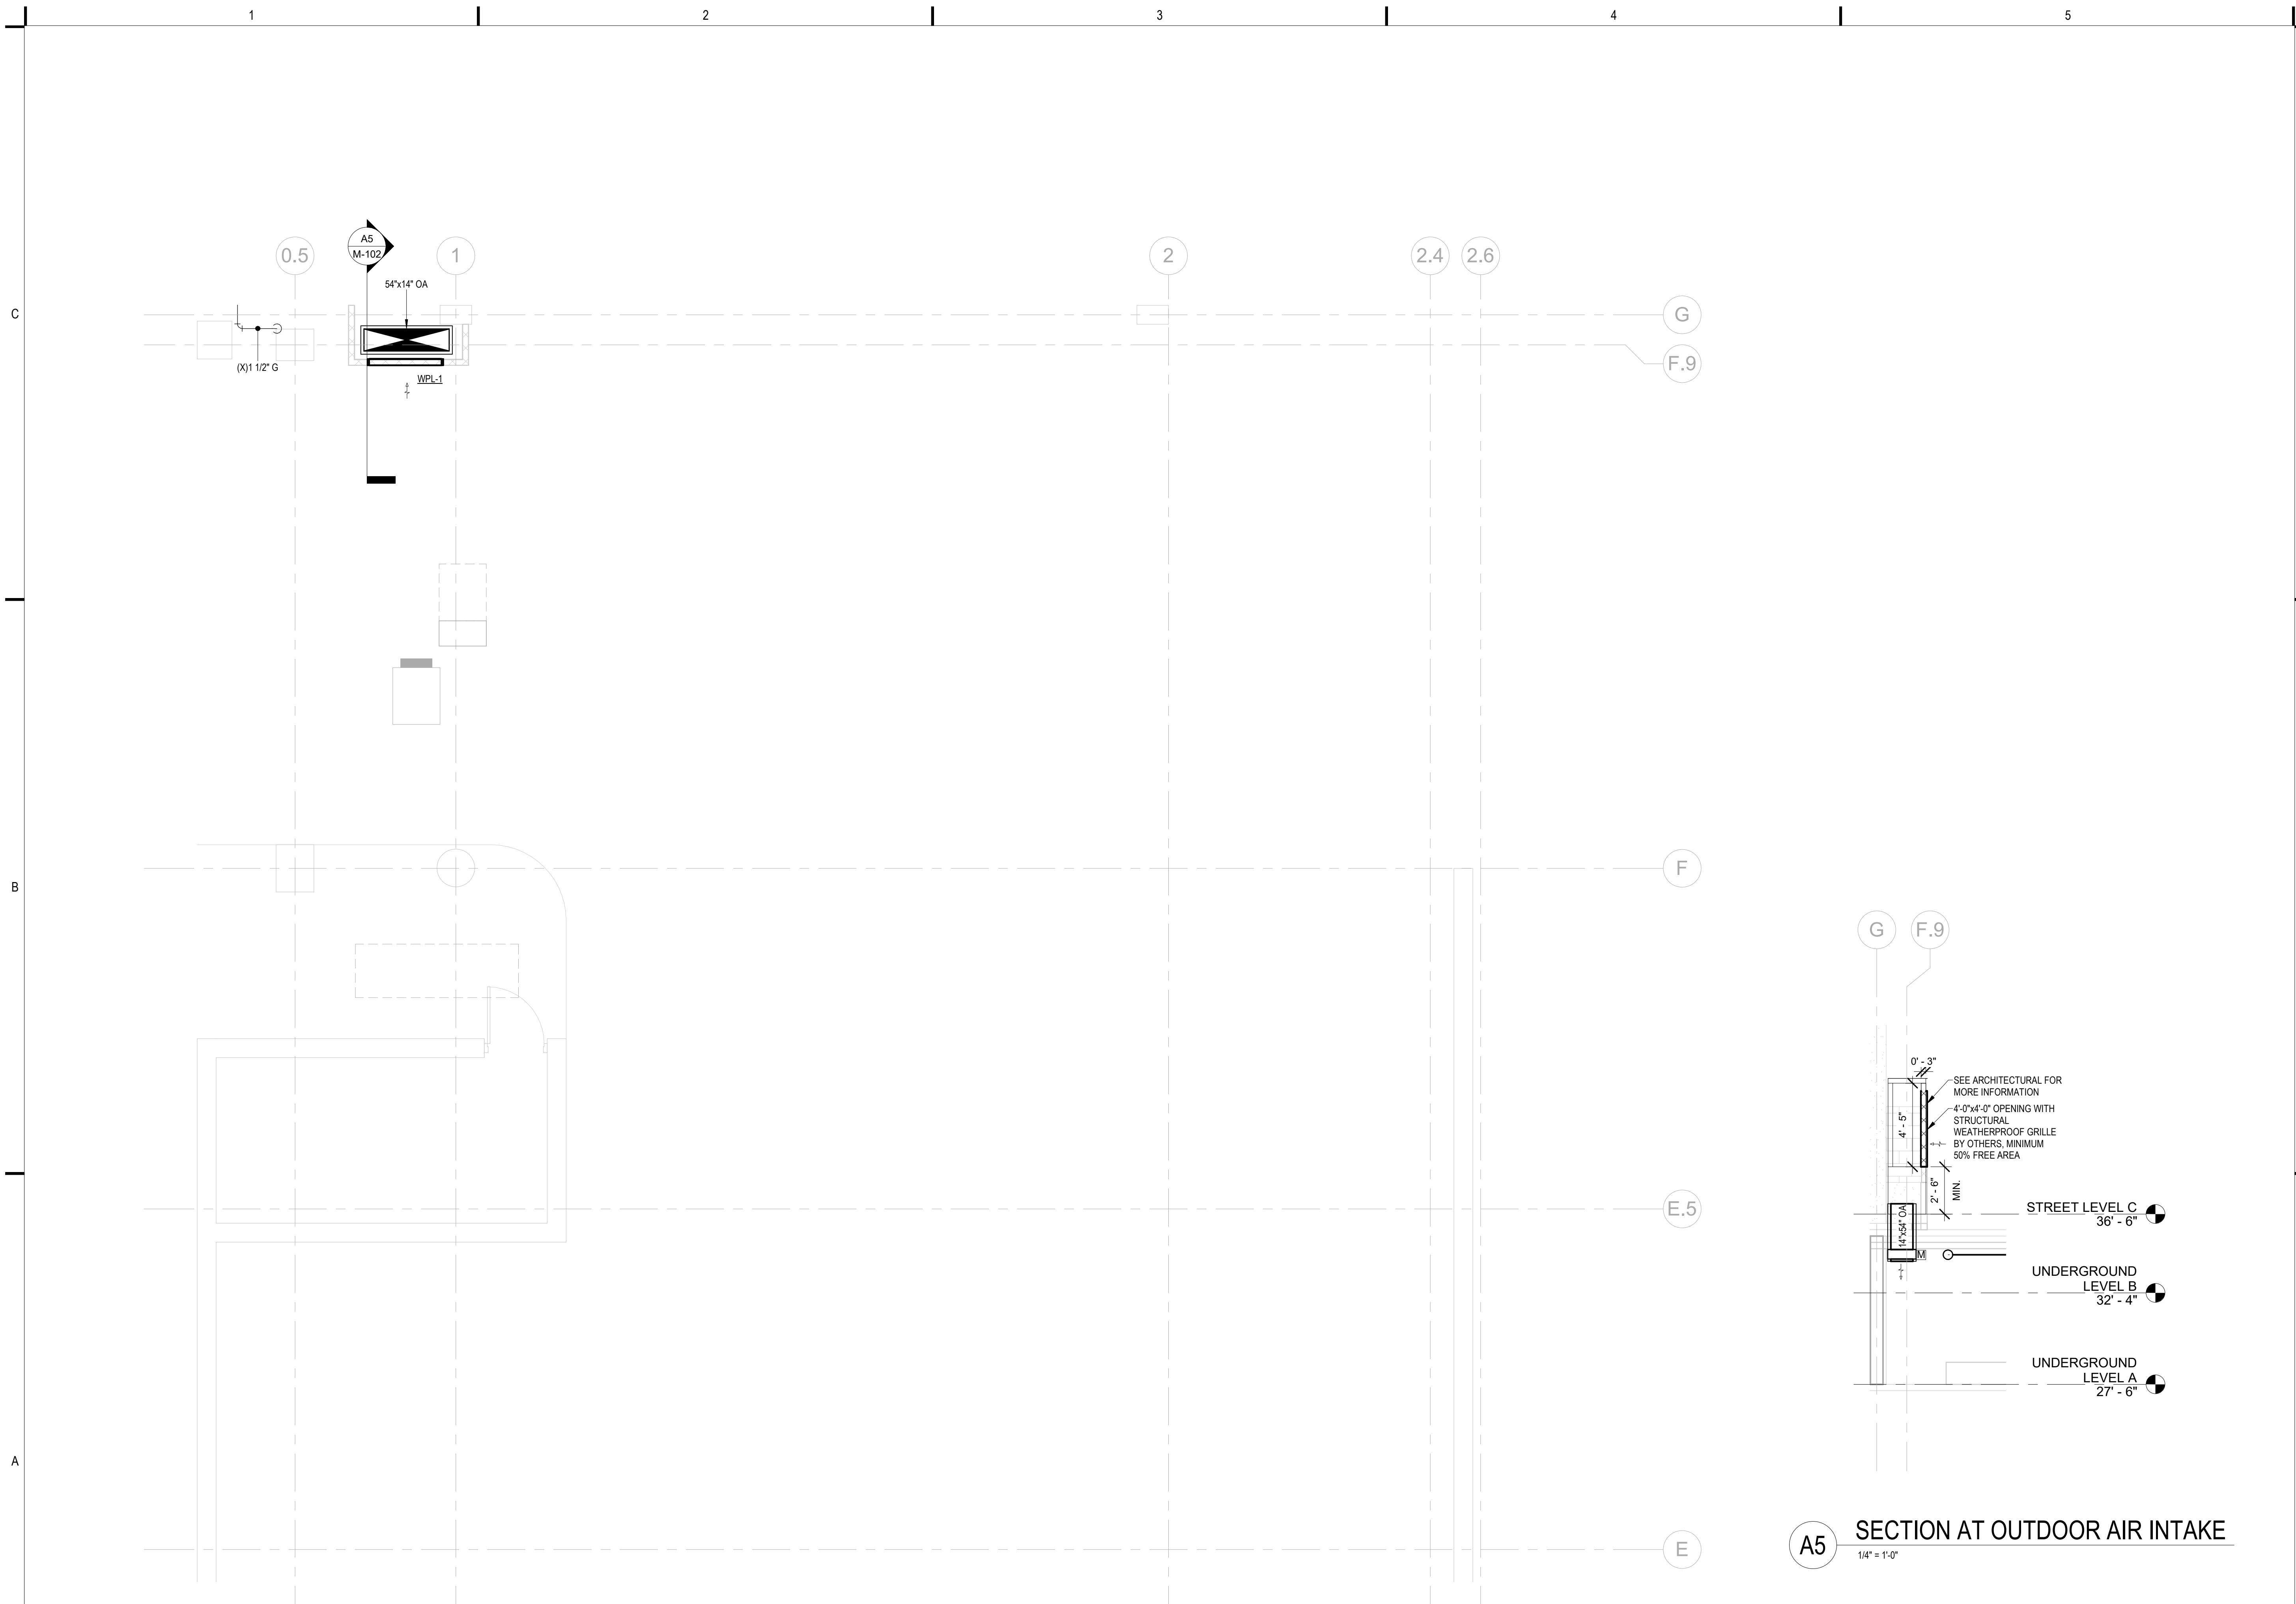 1
2
3
4
5
C
B
A
A5
M-102
0.5
1
2
2.4
2.6
54"x14" OA
G
F.9
(X)1 1/2" G
WPL-1
F
G
F.9
0' - 3"
SEE ARCHITECTURAL FOR
MORE INFORMATION
4'-0"x4'-0" OPENING WITH
STRUCTURAL
WEATHERPROOF GRILLE
BY OTHERS, MINIMUM
50% FREE AREA
4' - 5"
2' - 6"
MIN.
E.5
STREET LEVEL C
36' - 6"
14"x54" OA
M
UNDERGROUND
LEVEL B
32' - 4"
UNDERGROUND
LEVEL A
27' - 6"
E
A5
SECTION AT OUTDOOR AIR INTAKE
1/4" = 1'-0"